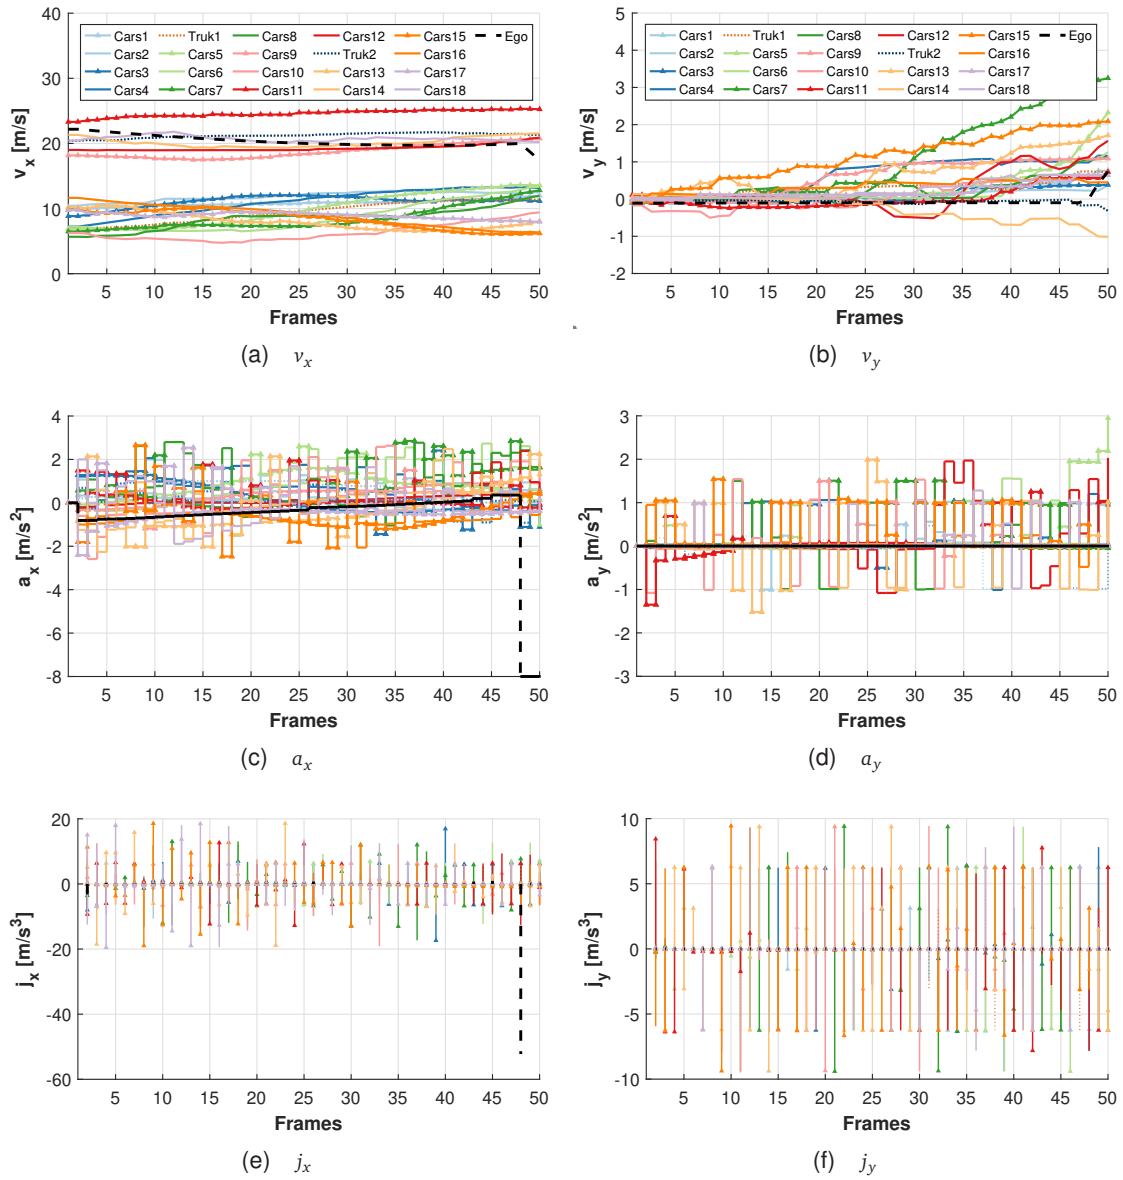 40
30
20
10
0
v_x [m/s]
Cars1 Truk1 Cars8 Cars12 Cars15 Ego
Cars2 Cars5 Cars9 Truk2 Cars16
Cars3 Cars6 Cars10 Cars13 Cars17
Cars4 Cars7 Cars11 Cars14 Cars18
5 10 15 20 25 30 35 40 45 50
Frames
(a) v_x
5
4
3
2
1
0
-1
-2
v_y [m/s]
Cars1 Truk1 Cars8 Cars12 Cars15 Ego
Cars2 Cars5 Cars9 Truk2 Cars16
Cars3 Cars6 Cars10 Cars13 Cars17
Cars4 Cars7 Cars11 Cars14 Cars18
5 10 15 20 25 30 35 40 45 50
Frames
(b) v_y
4
2
0
-2
-4
-6
-8
a_x [m/s²]
5 10 15 20 25 30 35 40 45 50
Frames
(c) a_x
3
2
1
0
-1
-2
-3
a_y [m/s²]
5 10 15 20 25 30 35 40 45 50
Frames
(d) a_y
20
0
-20
-40
-60
j_x [m/s³]
5 10 15 20 25 30 35 40 45 50
Frames
(e) j_x
10
5
0
-5
-10
j_y [m/s³]
5 10 15 20 25 30 35 40 45 50
Frames
(f) j_y